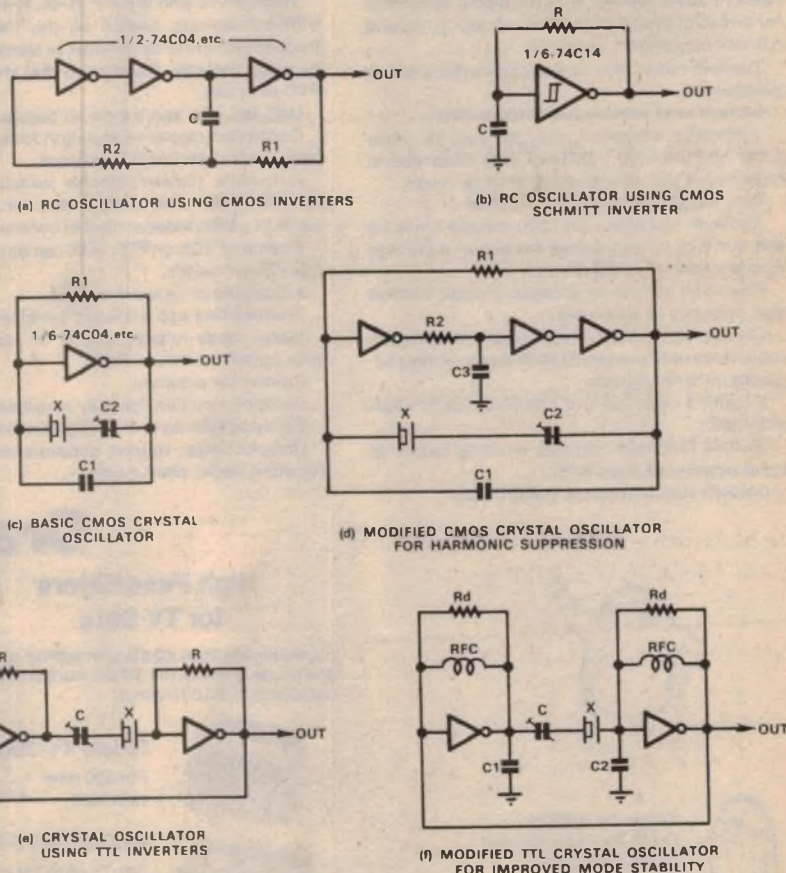 1/2-74C04.etc.
OUT
C
R2
R1
(a) RC OSCILLATOR USING CMOS INVERTERS
R
1/6-74C14
OUT
C
(b) RC OSCILLATOR USING CMOS
SCHMITT INVERTER
R1
1/6-74C04.etc
OUT
X
C2
C1
(c) BASIC CMOS CRYSTAL
OSCILLATOR
R1
R2
OUT
C3
X
C2
C1
(d) MODIFIED CMOS CRYSTAL OSCILLATOR
FOR HARMONIC SUPPRESSION
R
R
C
X
OUT
(e) CRYSTAL OSCILLATOR
USING TTL INVERTERS
Rd
Rd
RFC
RFC
C
X
OUT
C1
C2
(f) MODIFIED TTL CRYSTAL OSCILLATOR
FOR IMPROVED MODE STABILITY